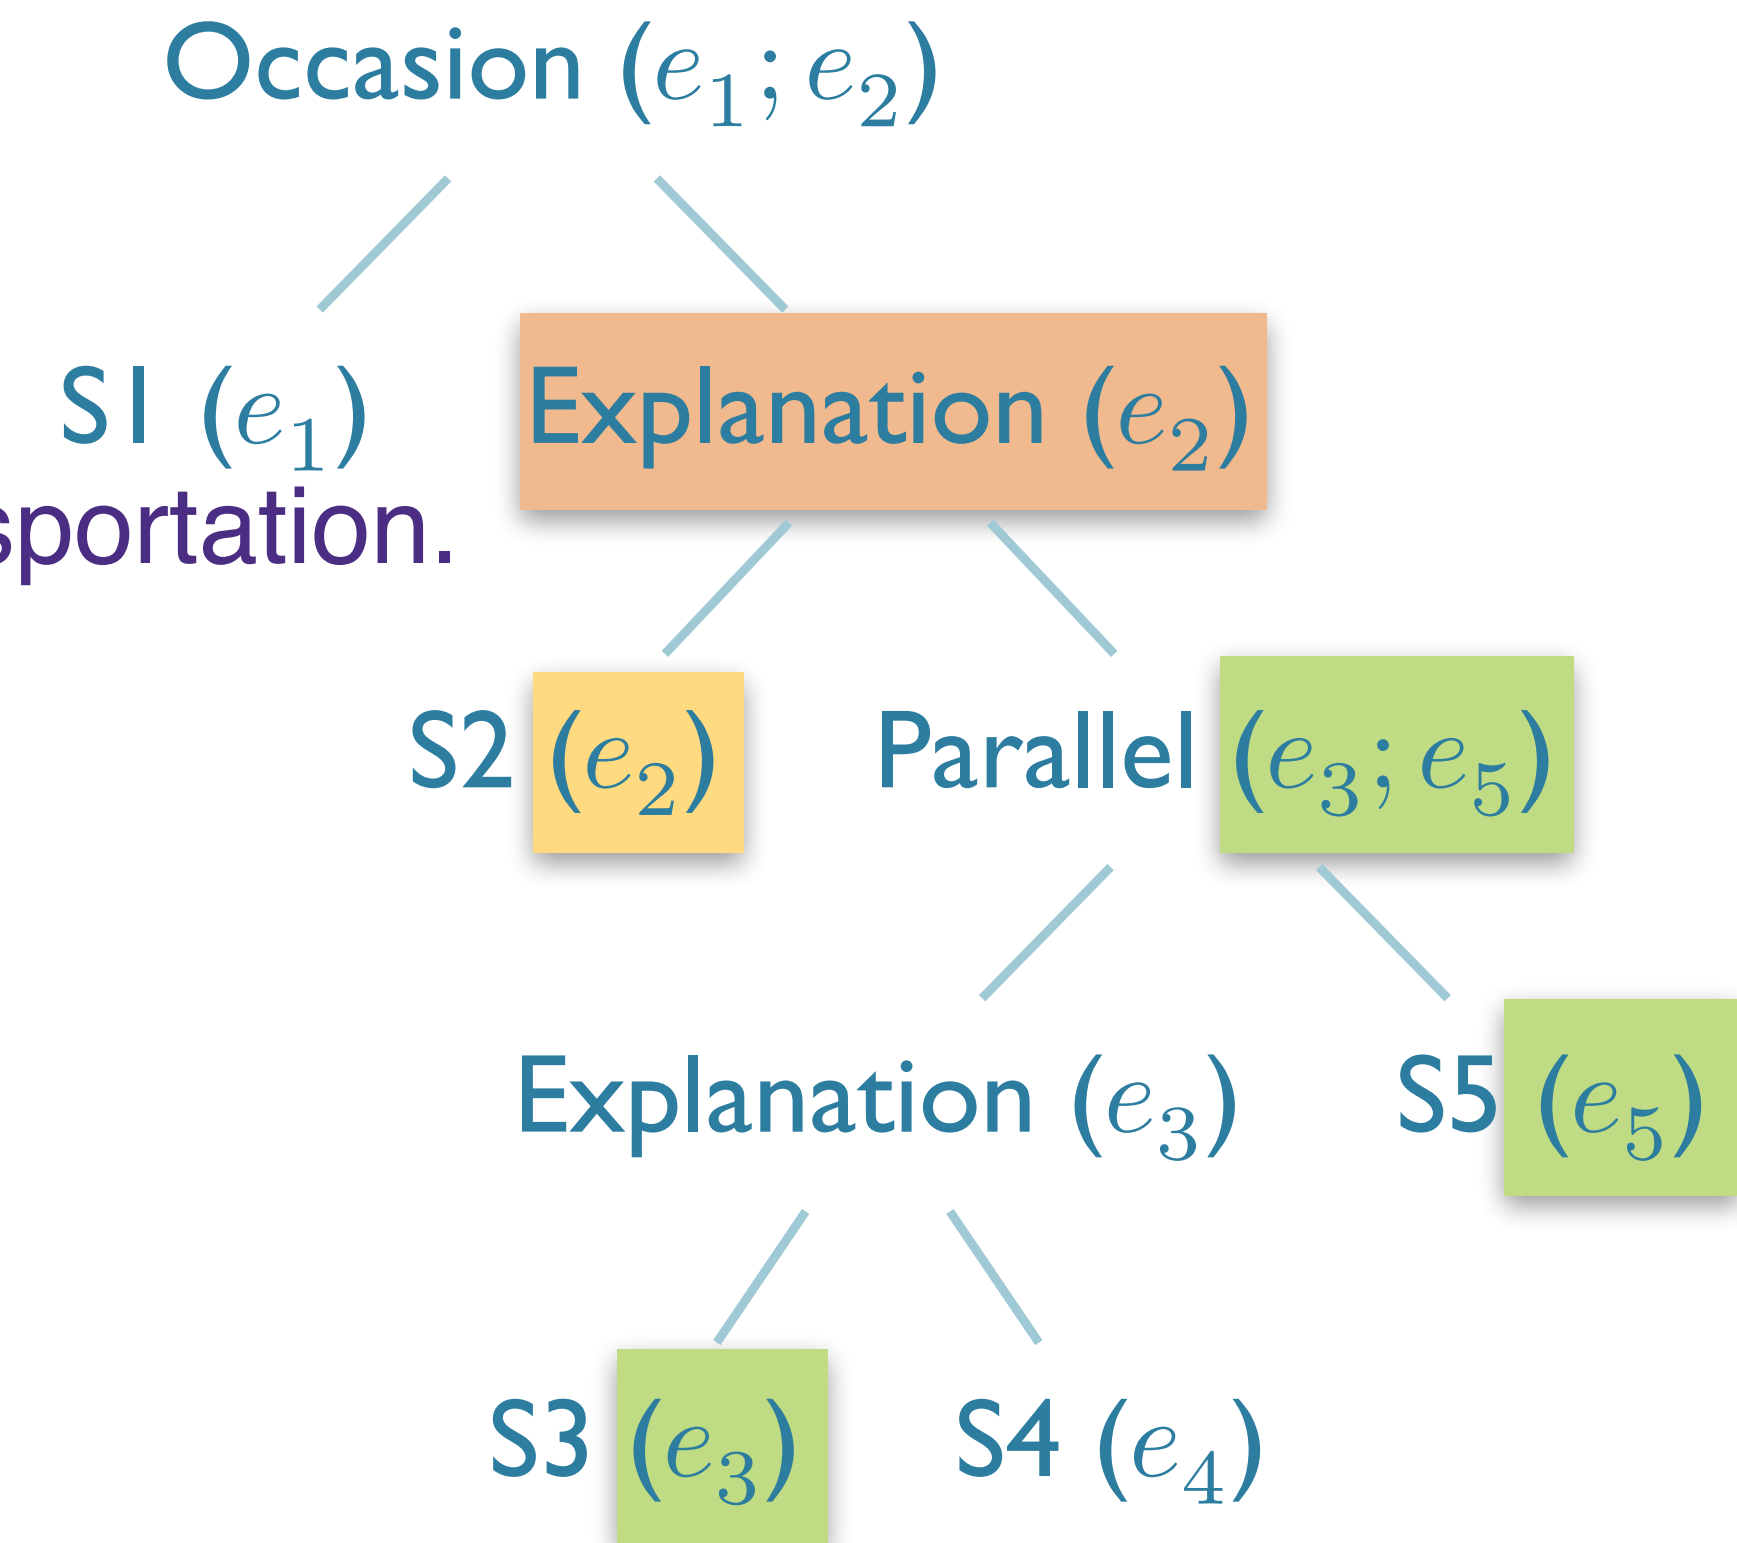 Occasion (e₁; e₂)
S1 (e₁) Explanation (e₂)
sportation.
S2 (e₂) Parallel (e₃; e₅)
Explanation (e₃) S5 (e₅)
S3 (e₃) S4 (e₄)